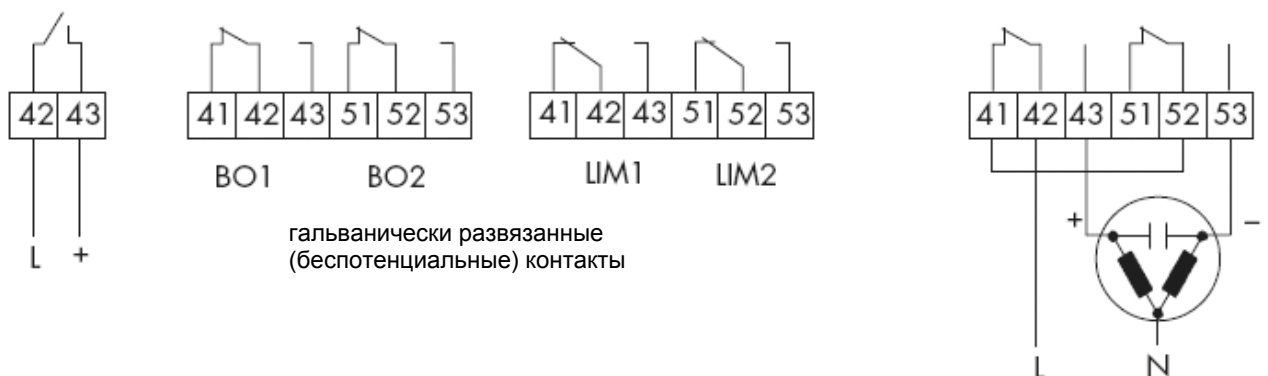 42 43
41 42 43 51 52 53
41 42 43 51 52 53
41 42 43 51 52 53
BO1 BO2
LIM1 LIM2
гальванически развязанные
(беспотенциальные) контакты
L +
+ –
L N